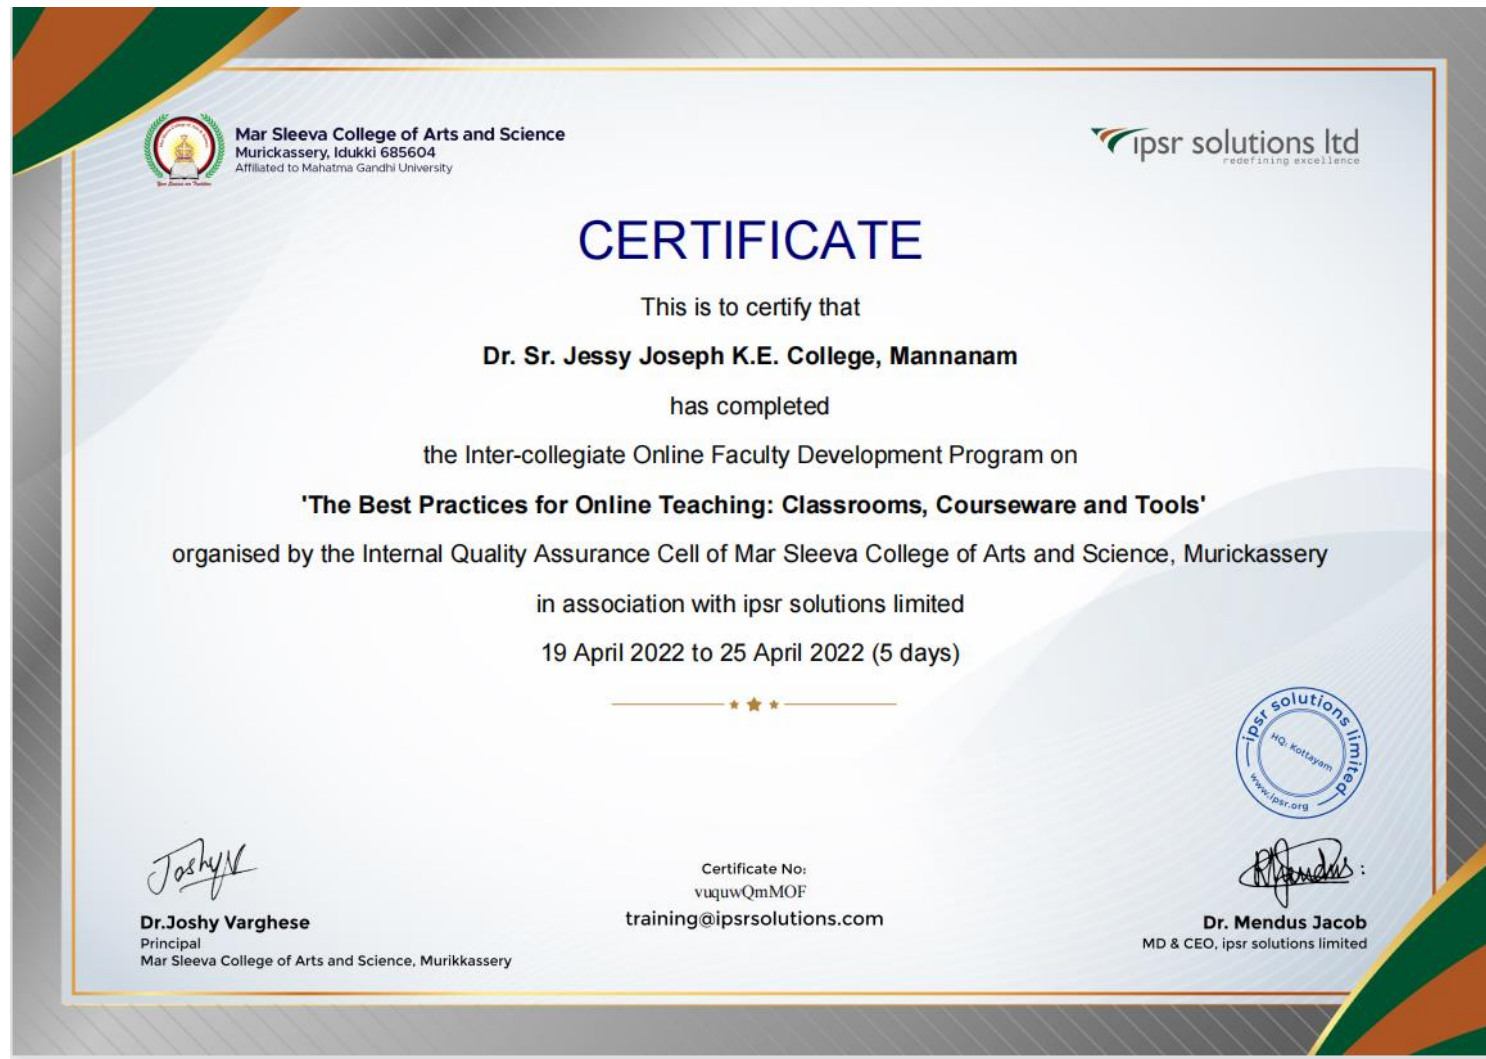 Mar Sleeva College of Arts and Science
Murickassery, Idukki 685604
Affiliated to Mahatma Gandhi University
ipsr solutions ltd
redefining excellence
CERTIFICATE
This is to certify that
Dr. Sr. Jessy Joseph K.E. College, Mannanam
has completed
the Inter-collegiate Online Faculty Development Program on
'The Best Practices for Online Teaching: Classrooms, Courseware and Tools'
organised by the Internal Quality Assurance Cell of Mar Sleeva College of Arts and Science, Murickassery
in association with ipsr solutions limited
19 April 2022 to 25 April 2022 (5 days)
ipsr solutions limited
HQ: Kottayam
www.ipsr.org
Dr.Joshy Varghese
Principal
Mar Sleeva College of Arts and Science, Murikkassery
Certificate No:
vuquwQmMOF
training@ipsrsolutions.com
Dr. Mendus Jacob
MD & CEO, ipsr solutions limited